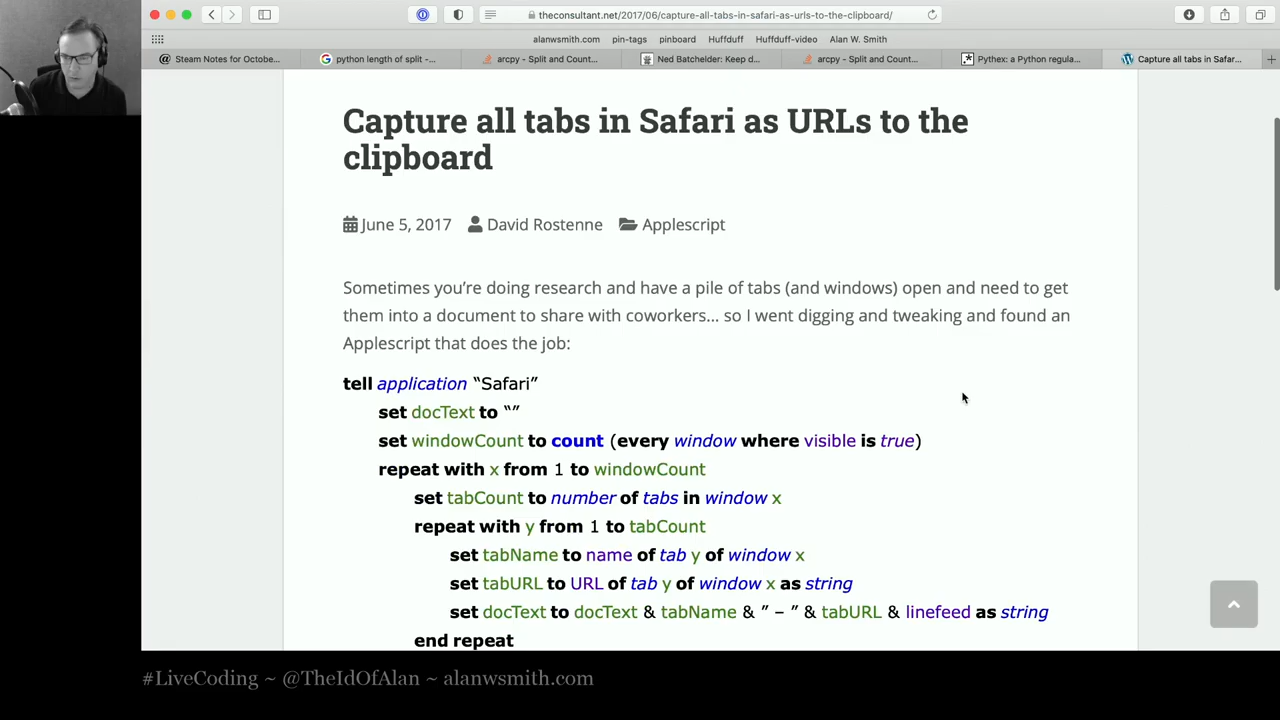 theconsultant.net/2017/06/capture-all-tabs-in-safari-as-urls-to-the-clipboard/
alanwsmith.com pin-tags pinboard Huffduff Huffduff-video Alan W. Smith
Steam Notes for Octobe... python length of split -... arcpy - Split and Count... Ned Batchelder: Keep d... arcpy - Split and Count... Pythex: a Python regula... Capture all tabs in Safar...
Capture all tabs in Safari as URLs to the
clipboard
June 5, 2017 David Rostenne Applescript
Sometimes you’re doing research and have a pile of tabs (and windows) open and need to get
them into a document to share with coworkers… so I went digging and tweaking and found an
Applescript that does the job:
tell application “Safari”
set docText to “”
set windowCount to count (every window where visible is true)
repeat with x from 1 to windowCount
set tabCount to number of tabs in window x
repeat with y from 1 to tabCount
set tabName to name of tab y of window x
set tabURL to URL of tab y of window x as string
set docText to docText & tabName & ” – ” & tabURL & linefeed as string
end repeat
#LiveCoding ~ @TheIdOfAlan ~ alanwsmith.com